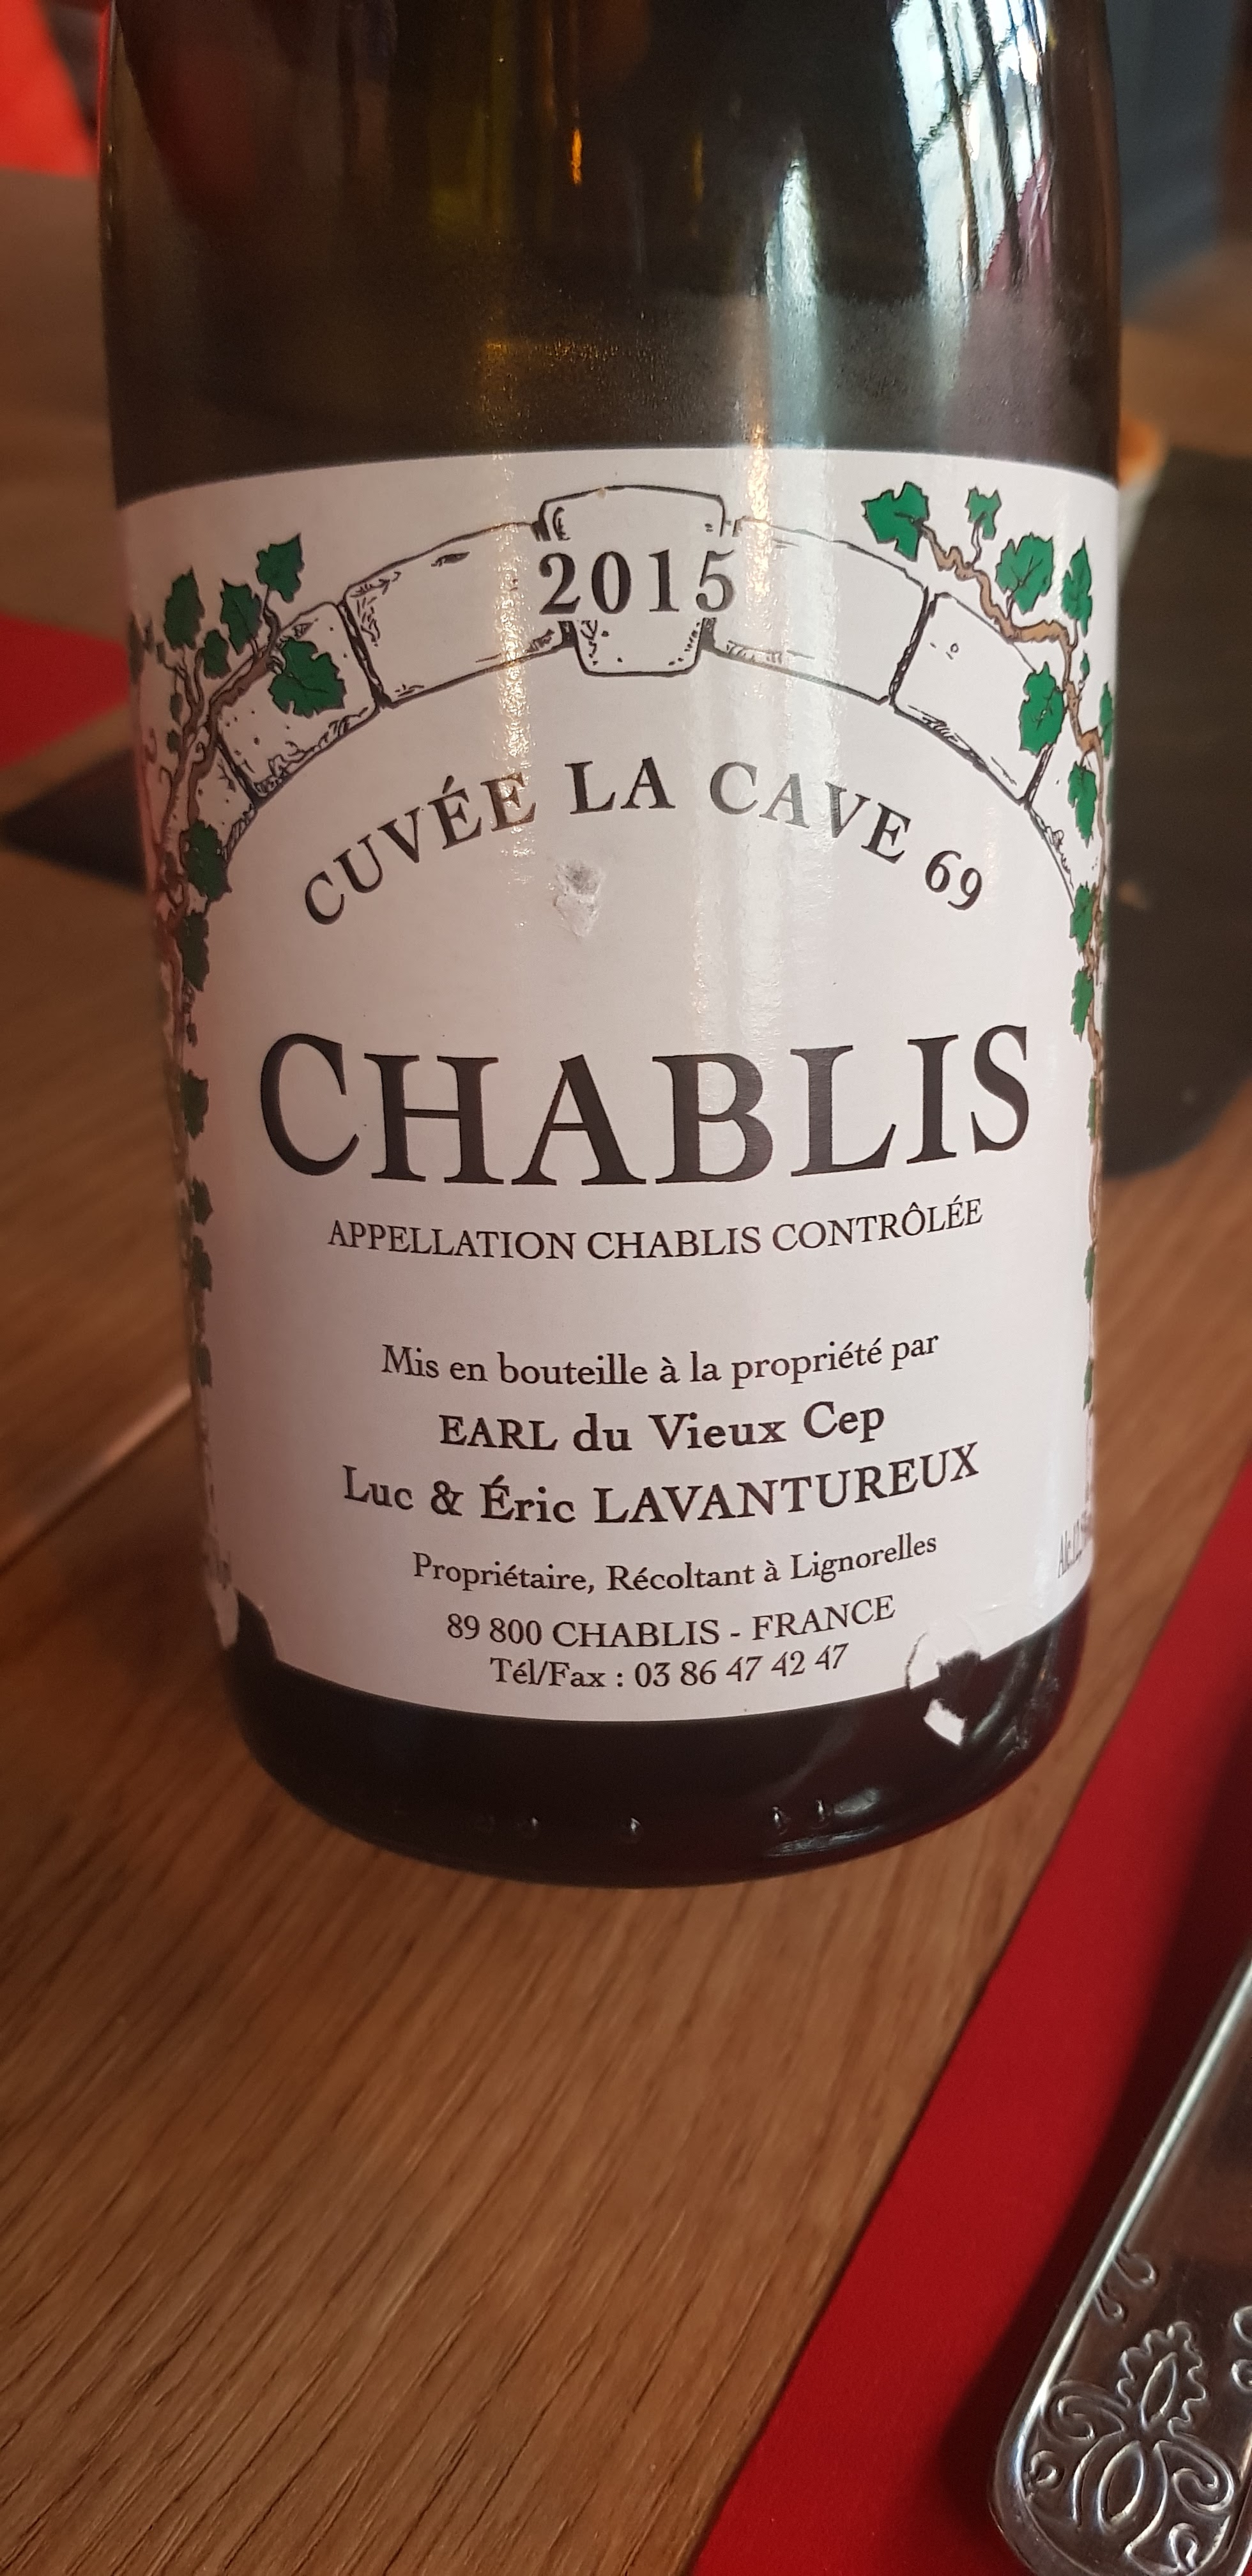 2015
CUVÉE LA CAVE 69
CHABLIS
APPELLATION CHABLIS CONTRÔLÉE
Mis en bouteille à la propriété par
EARL du Vieux Cep
Luc & Éric LAVANTUREUX
Propriétaire, Récoltant à Lignorelles
89 800 CHABLIS - FRANCE
Tél/Fax : 03 86 47 42 47